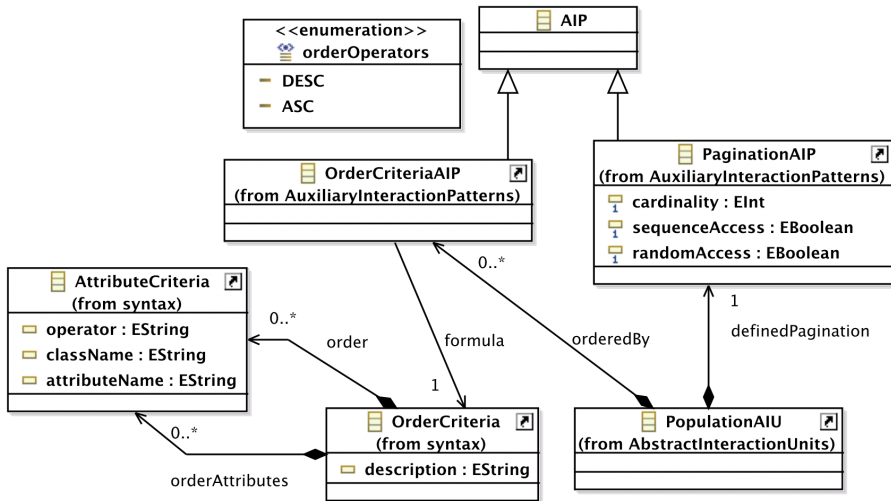 <<enumeration>>
orderOperators
DESC
ASC
AIP
OrderCriteriaAIP
(from AuxiliaryInteractionPatterns)
PaginationAIP
(from AuxiliaryInteractionPatterns)
cardinality : EInt
sequenceAccess : EBoolean
randomAccess : EBoolean
AttributeCriteria
(from syntax)
operator : EString
className : EString
attributeName : EString
0..*
order
formula
1
0..*
orderedBy
1
definedPagination
OrderCriteria
(from syntax)
description : EString
PopulationAIU
(from AbstractInteractionUnits)
0..*
orderAttributes